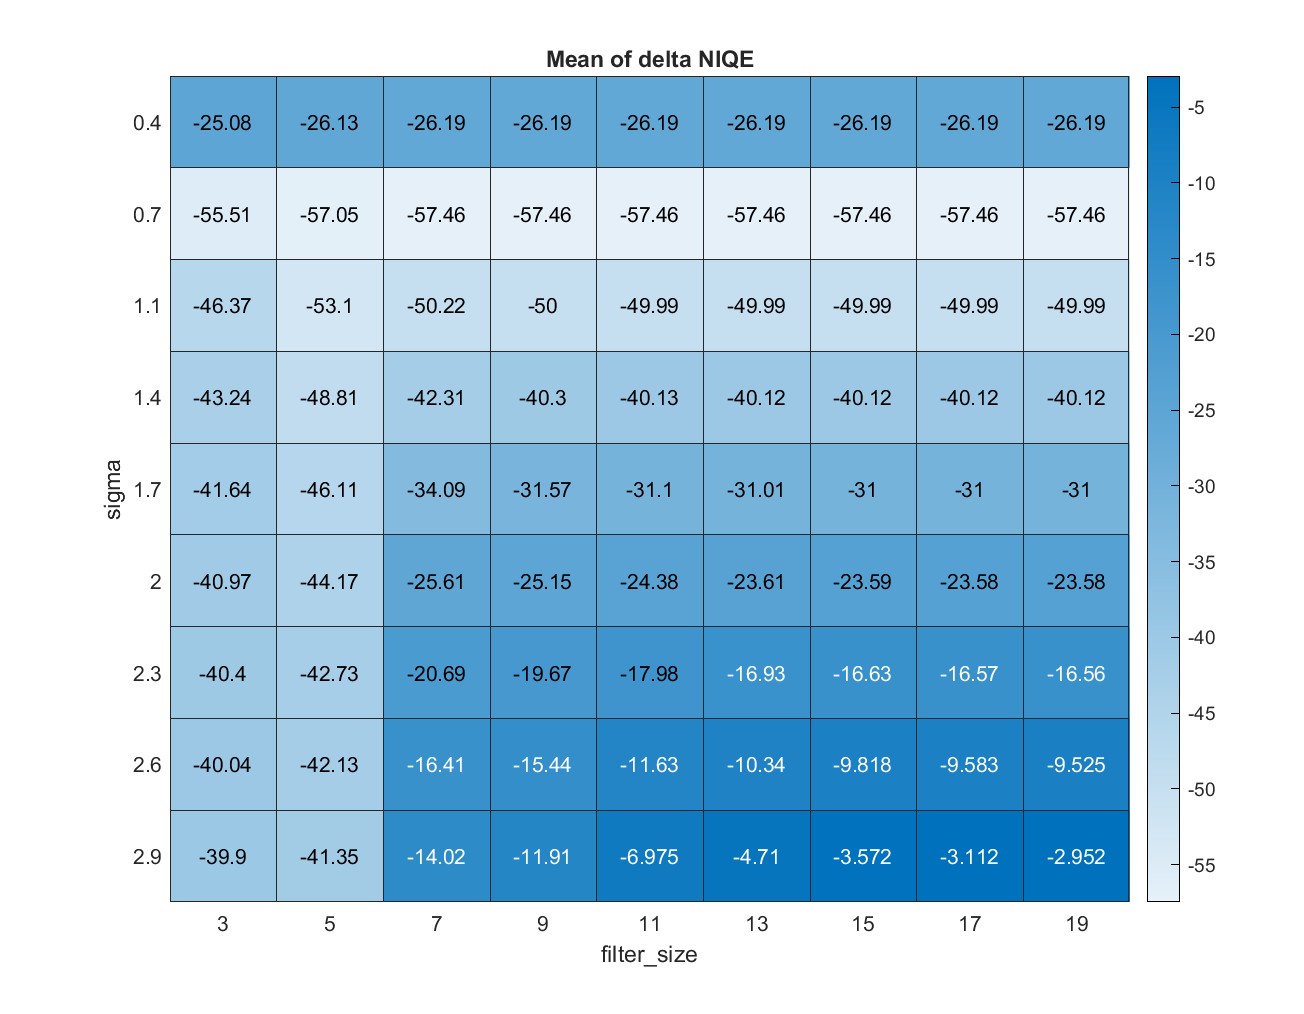 Mean of delta NIQE
0.4 -25.08 -26.13 -26.19 -26.19 -26.19 -26.19 -26.19 -26.19 -26.19
0.7 -55.51 -57.05 -57.46 -57.46 -57.46 -57.46 -57.46 -57.46 -57.46
1.1 -46.37 -53.1 -50.22 -50 -49.99 -49.99 -49.99 -49.99 -49.99
1.4 -43.24 -48.81 -42.31 -40.3 -40.13 -40.12 -40.12 -40.12 -40.12
1.7 -41.64 -46.11 -34.09 -31.57 -31.1 -31.01 -31 -31 -31
2 -40.97 -44.17 -25.61 -25.15 -24.38 -23.61 -23.59 -23.58 -23.58
2.3 -40.4 -42.73 -20.69 -19.67 -17.98 -16.93 -16.63 -16.57 -16.56
2.6 -40.04 -42.13 -16.41 -15.44 -11.63 -10.34 -9.818 -9.583 -9.525
2.9 -39.9 -41.35 -14.02 -11.91 -6.975 -4.71 -3.572 -3.112 -2.952
3 5 7 9 11 13 15 17 19
filter_size
sigma
-5
-10
-15
-20
-25
-30
-35
-40
-45
-50
-55